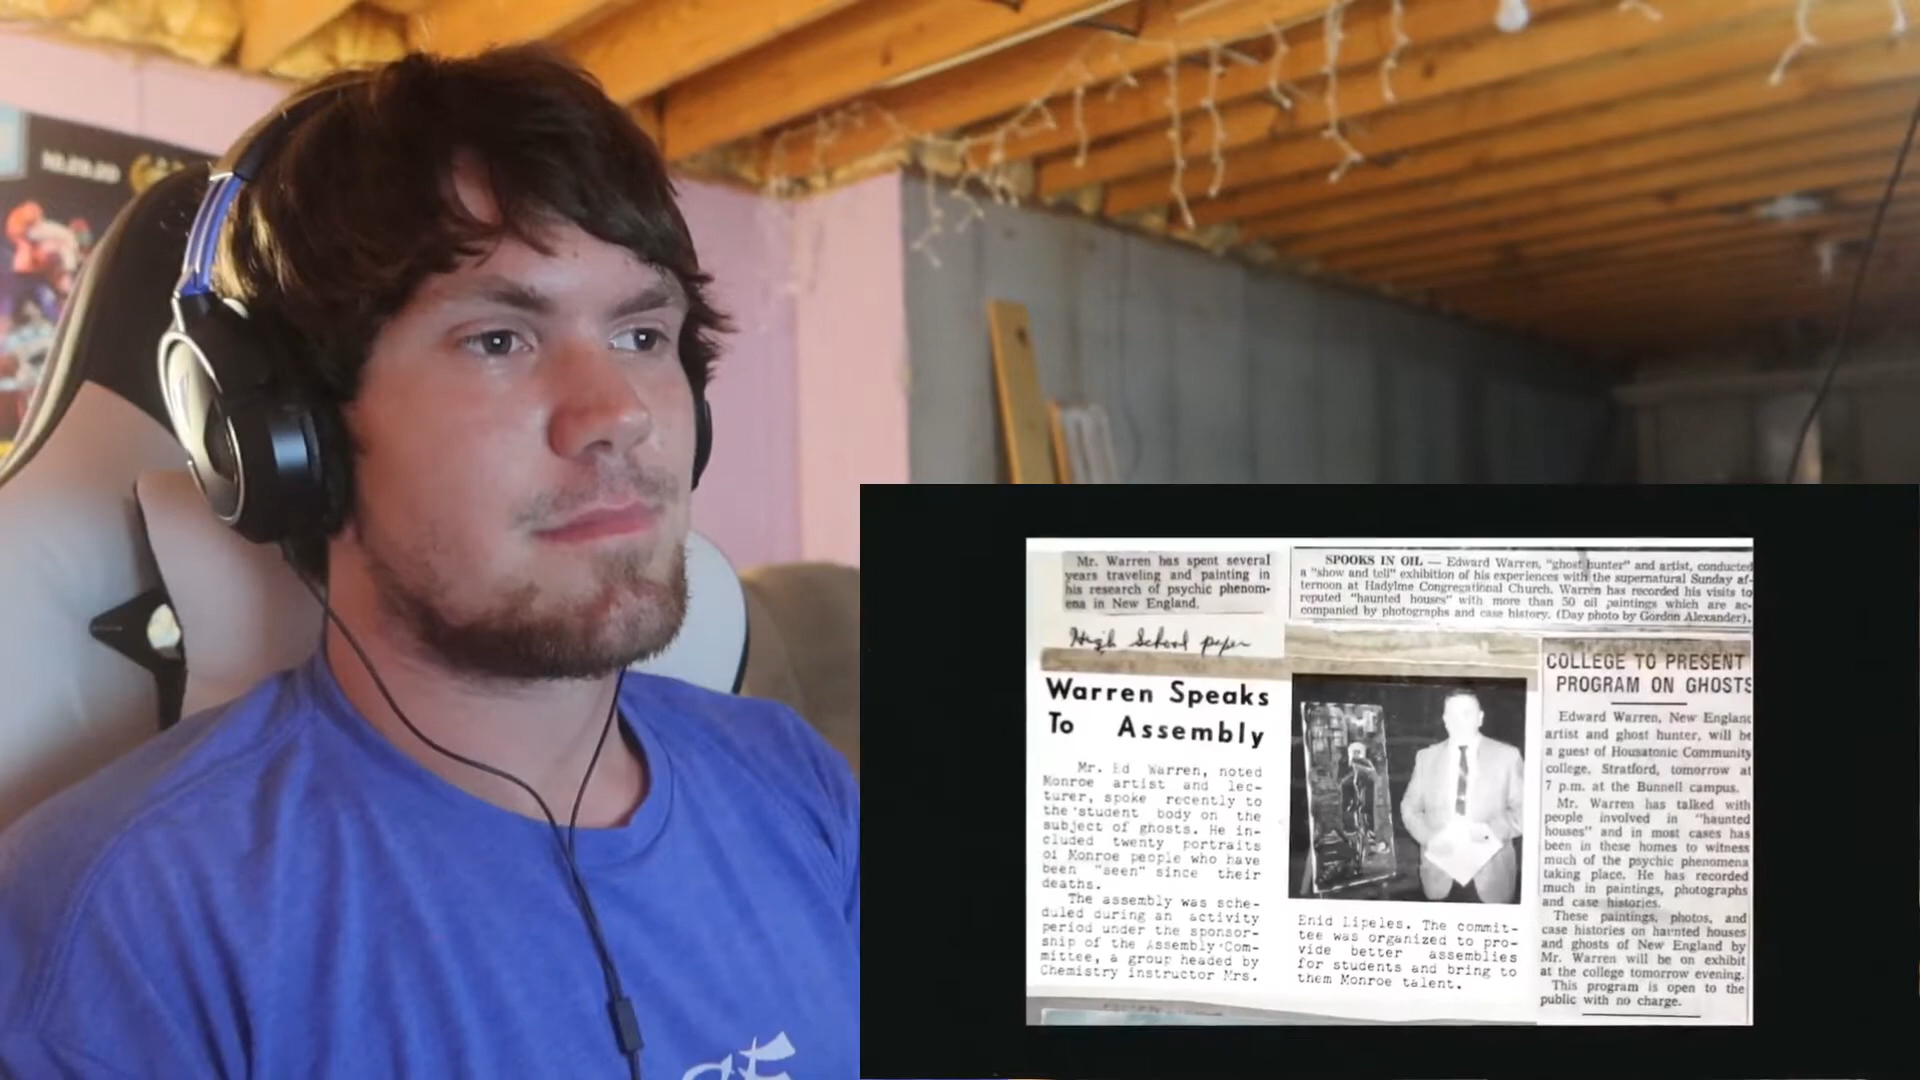 Mr. Warren has spent several
years traveling and painting in
his research of psychic phenom-
ena in New England.
High School paper
Warren Speaks
To Assembly
Mr. Ed Warren, noted
Monroe artist and lec-
turer, spoke recently to
the student body on the
subject of ghosts. He in-
cluded twenty portraits
of Monroe people who have
been "seen" since their
deaths.
The assembly was sche-
duled during an activity
period under the sponsor-
ship of the Assembly Com-
mittee, a group headed by
Chemistry instructor Mrs.
SPOOKS IN OIL — Edward Warren, "ghost hunter" and artist, conducted
a "show and tell" exhibition of his experiences with the supernatural Sunday af-
ternoon at Hadylme Congregational Church. Warren has recorded his visits to
reputed "haunted houses" with more than 50 oil paintings which are ac-
companied by photographs and case history. (Day photo by Gordon Alexander).
Enid Lipeles. The commit-
tee was organized to pro-
vide better assemblies
for students and bring to
them Monroe talent.
COLLEGE TO PRESENT
PROGRAM ON GHOSTS
Edward Warren, New England
artist and ghost hunter, will be
a guest of Housatonic Community
college, Stratford, tomorrow at
7 p.m. at the Bunnell campus.
Mr. Warren has talked with
people involved in "haunted
houses" and in most cases has
been in these homes to witness
much of the psychic phenomena
taking place. He has recorded
much in paintings, photographs
and case histories.
These paintings, photos, and
case histories on haunted houses
and ghosts of New England by
Mr. Warren will be on exhibit
at the college tomorrow evening.
This program is open to the
public with no charge.